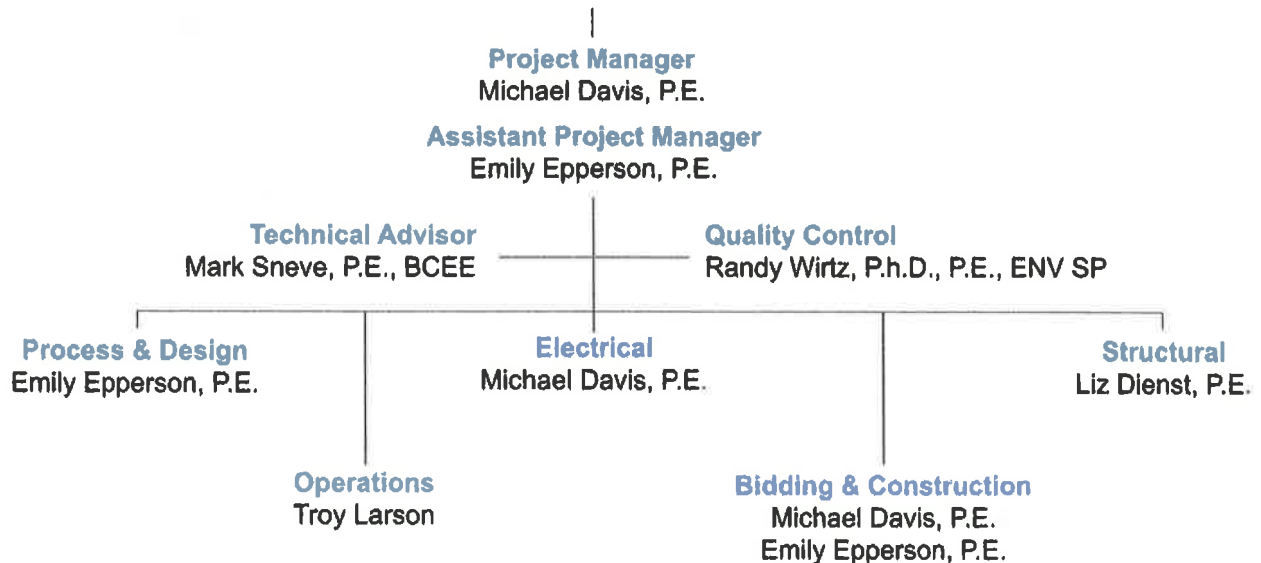 Project Manager
Michael Davis, P.E.
Assistant Project Manager
Emily Epperson, P.E.
Technical Advisor
Mark Sneve, P.E., BCEE
Quality Control
Randy Wirtz, P.h.D., P.E., ENV SP
Process & Design
Emily Epperson, P.E.
Electrical
Michael Davis, P.E.
Structural
Liz Dienst, P.E.
Operations
Troy Larson
Bidding & Construction
Michael Davis, P.E.
Emily Epperson, P.E.